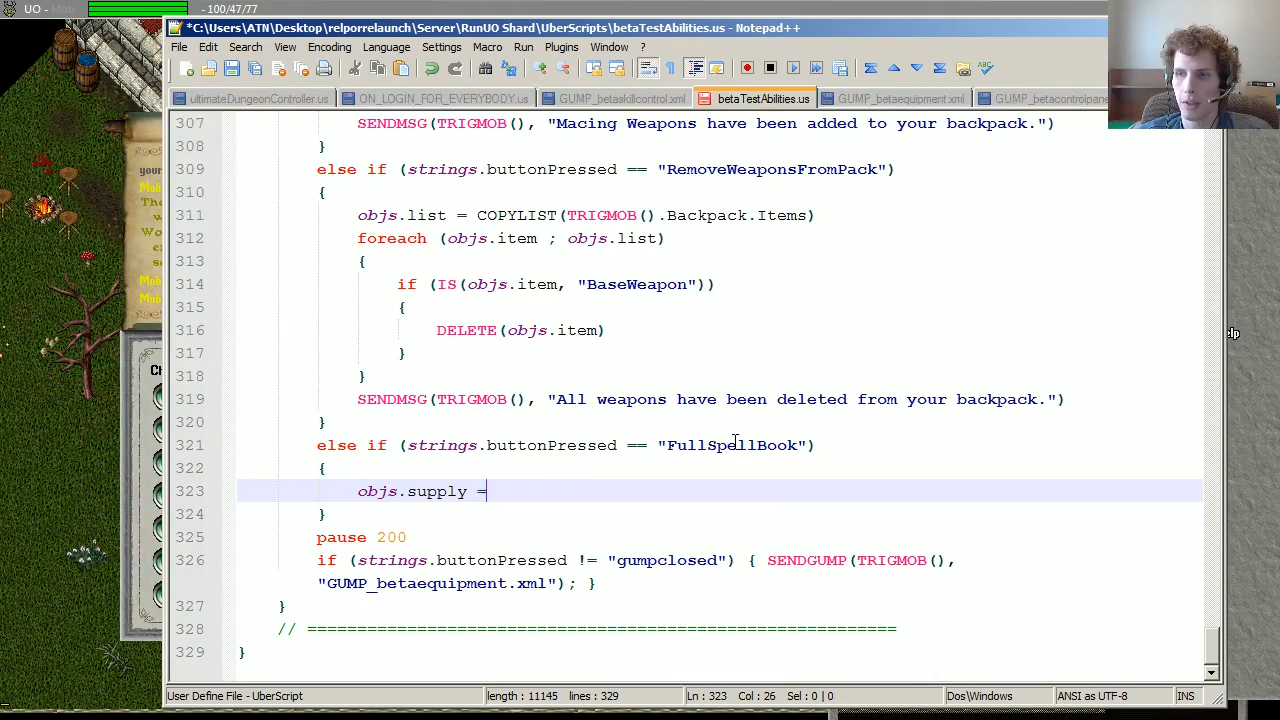 UO - Mob
-100/47/77
*C:\Users\ATN\Desktop\relporrelaunch\Server\RunUO Shard\UberScripts\betaTestAbilities.us - Notepad++
File Edit Search View Encoding Language Settings Macro Run Plugins Window ?
ultimateDungeonController.us ON_LOGIN_FOR_EVERYBODY.us GUMP_betaskillcontrol.xml betaTestAbilities.us GUMP_betaequipment.xml GUMP_betacontrolpane
307 SENDMSG(TRIGMOB(), "Macing Weapons have been added to your backpack.")
308 }
309 else if (strings.buttonPressed == "RemoveWeaponsFromPack")
310 {
311 objs.list = COPYLIST(TRIGMOB().Backpack.Items)
312 foreach (objs.item ; objs.list)
313 {
314 if (IS(objs.item, "BaseWeapon"))
315 {
316 DELETE(objs.item)
317 }
318 }
319 SENDMSG(TRIGMOB(), "All weapons have been deleted from your backpack.")
320 }
321 else if (strings.buttonPressed == "FullSpellBook")
322 {
323 objs.supply =
324 }
325 pause 200
326 if (strings.buttonPressed != "gumpclosed") { SENDGUMP(TRIGMOB(),
"GUMP_betaequipment.xml"); }
327 }
328 // ===========================================================
329 }
User Define File - UberScript length : 11145 lines : 329 Ln : 323 Col : 26 Sel : 0 | 0 Dos\Windows ANSI as UTF-8 INS
your